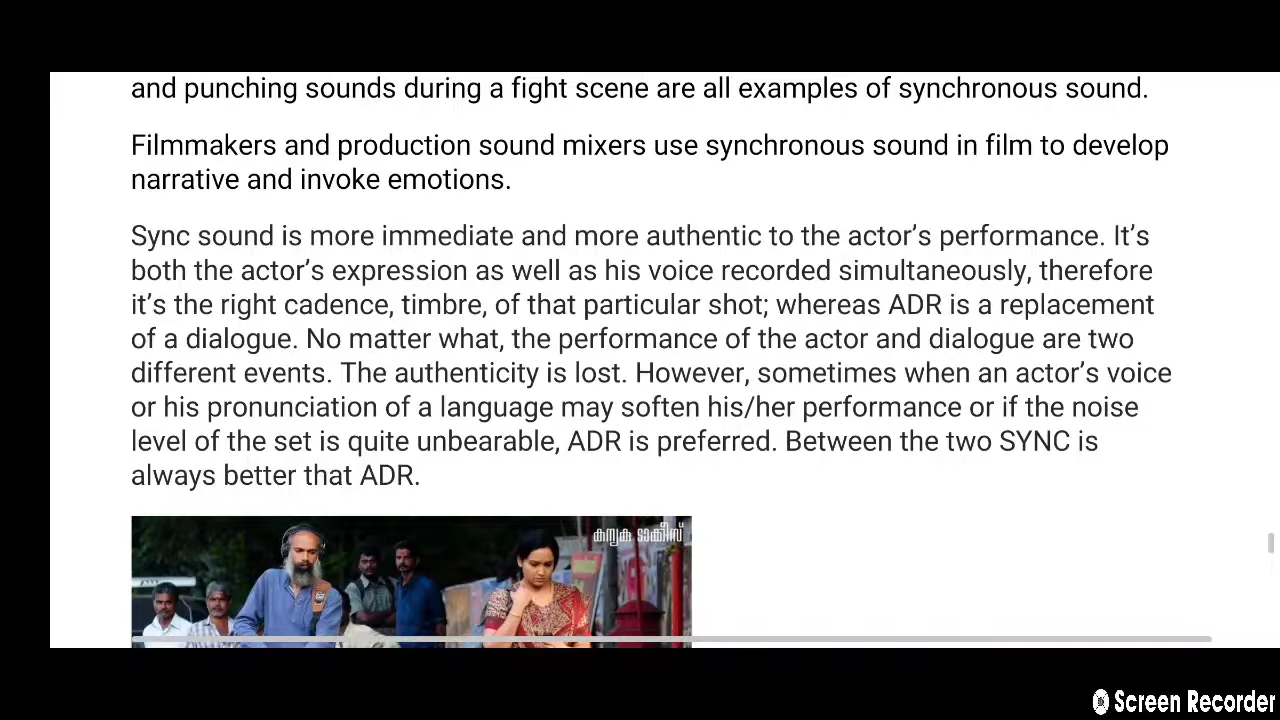 and punching sounds during a fight scene are all examples of synchronous sound.
Filmmakers and production sound mixers use synchronous sound in film to develop
narrative and invoke emotions.
Sync sound is more immediate and more authentic to the actor’s performance. It’s
both the actor’s expression as well as his voice recorded simultaneously, therefore
it’s the right cadence, timbre, of that particular shot; whereas ADR is a replacement
of a dialogue. No matter what, the performance of the actor and dialogue are two
different events. The authenticity is lost. However, sometimes when an actor’s voice
or his pronunciation of a language may soften his/her performance or if the noise
level of the set is quite unbearable, ADR is preferred. Between the two SYNC is
always better that ADR.
കന്യക ടാക്കീസ്
Screen Recorder